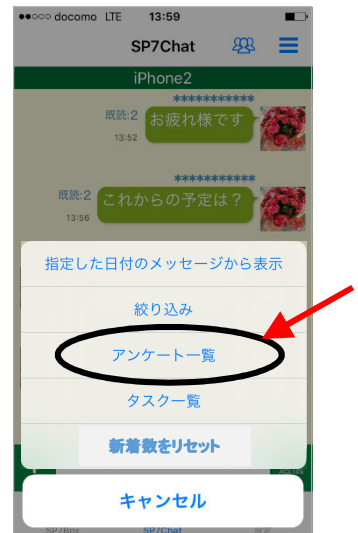 docomo LTE 13:59
SP7Chat
iPhone2
***********
既読:2 お疲れ様です
13:52
***********
既読:2 これからの予定は?
13:56
指定した日付のメッセージから表示
絞り込み
アンケート一覧
タスク一覧
新着数をリセット
キャンセル
SP7Box SP7Chat 設定